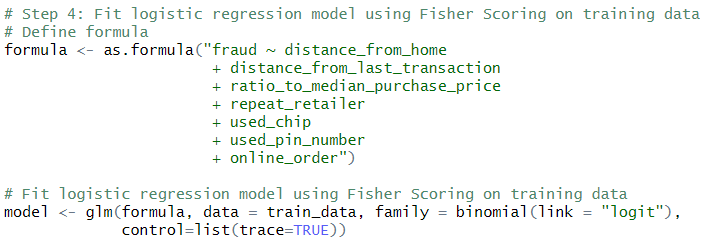 # Step 4: Fit logistic regression model using Fisher Scoring on training data
# Define formula
formula <- as.formula("fraud ~ distance_from_home
                       + distance_from_last_transaction
                       + ratio_to_median_purchase_price
                       + repeat_retailer
                       + used_chip
                       + used_pin_number
                       + online_order")

# Fit logistic regression model using Fisher Scoring on training data
model <- glm(formula, data = train_data, family = binomial(link = "logit"),
             control=list(trace=TRUE))